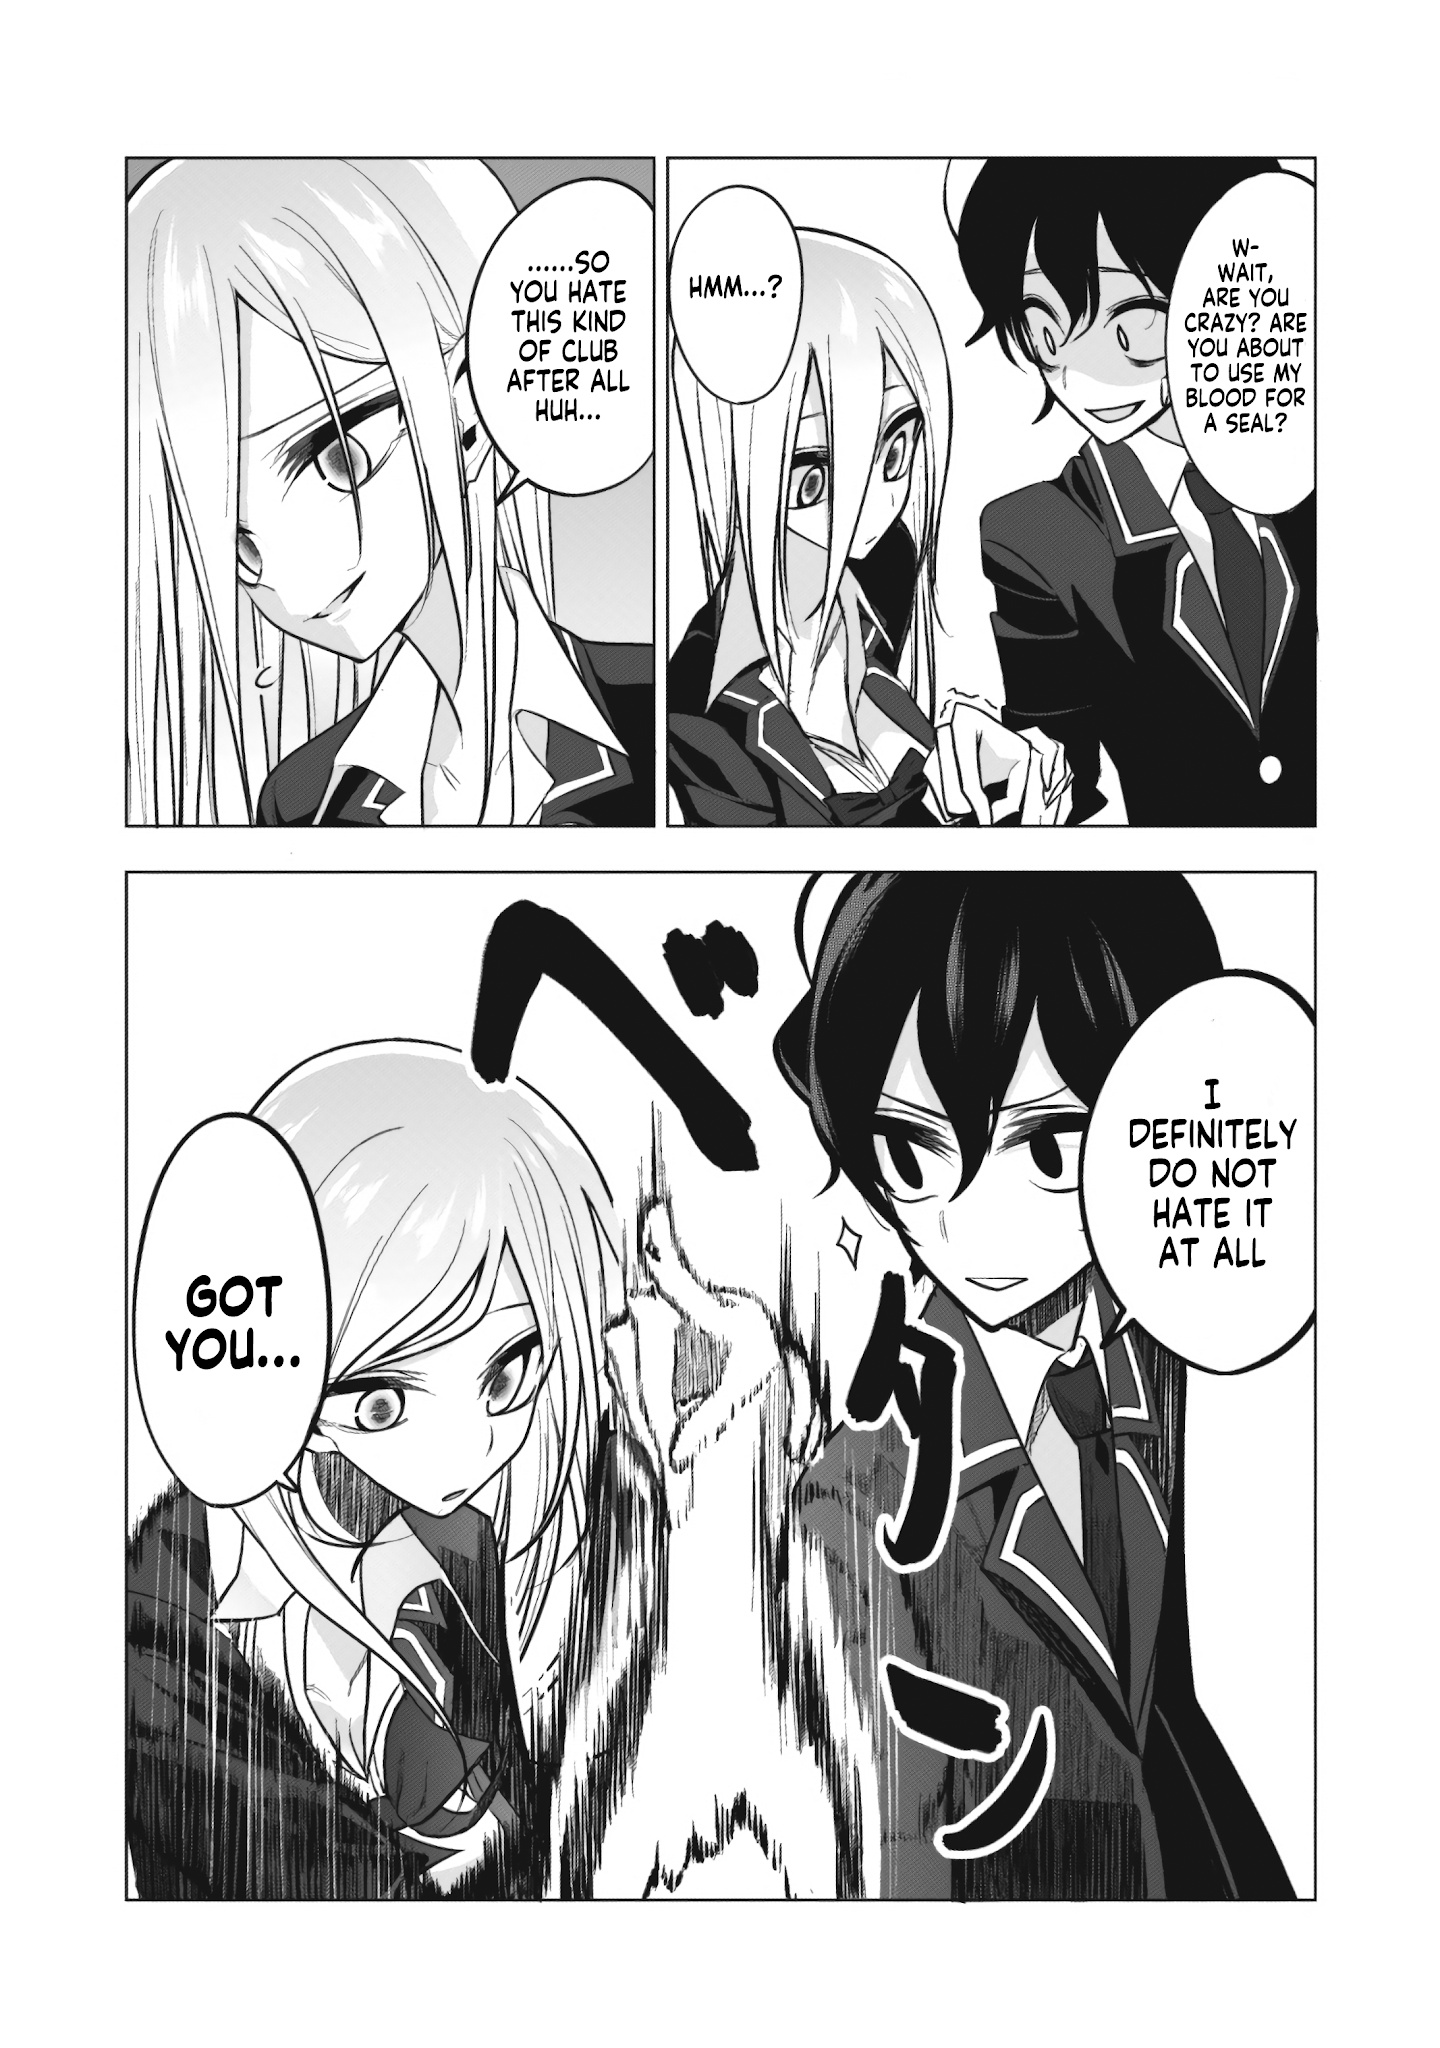 W-
WAIT,
ARE YOU
CRAZY? ARE
YOU ABOUT
TO USE MY
BLOOD FOR
A SEAL?
HMM...?
......SO
YOU HATE
THIS KIND
OF CLUB
AFTER ALL
HUH...
I
DEFINITELY
DO NOT
HATE IT
AT ALL
GOT
YOU...
ベタン